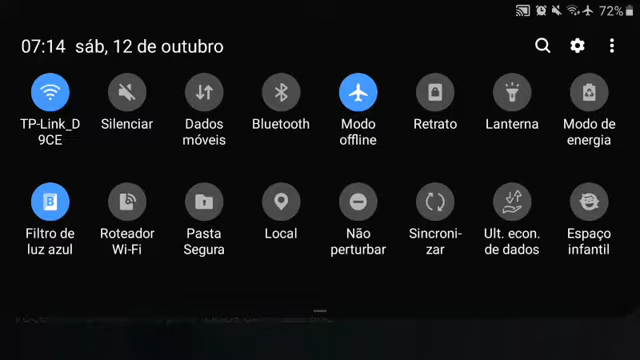 72%
07:14 sáb, 12 de outubro
TP-Link_D
9CE
Silenciar
Dados
móveis
Bluetooth
Modo
offline
Retrato
Lanterna
Modo de
energia
Filtro de
luz azul
Roteador
Wi-Fi
Pasta
Segura
Local
Não
perturbar
Sincroni-
zar
Ult. econ.
de dados
Espaço
infantil